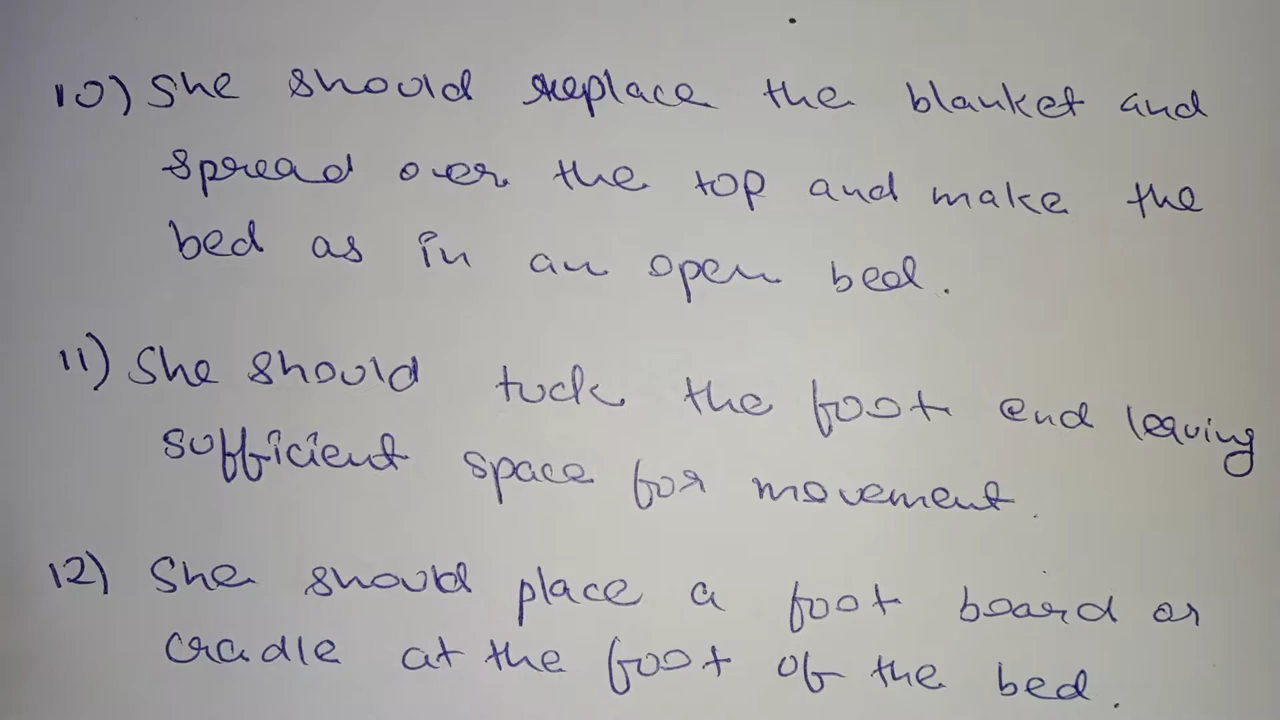 10) She should replace the blanket and
spread over the top and make the
bed as in an open bed.
11) She should tuck the foot end leaving
sufficient space for movement.
12) She should place a foot board or
cradle at the foot of the bed.